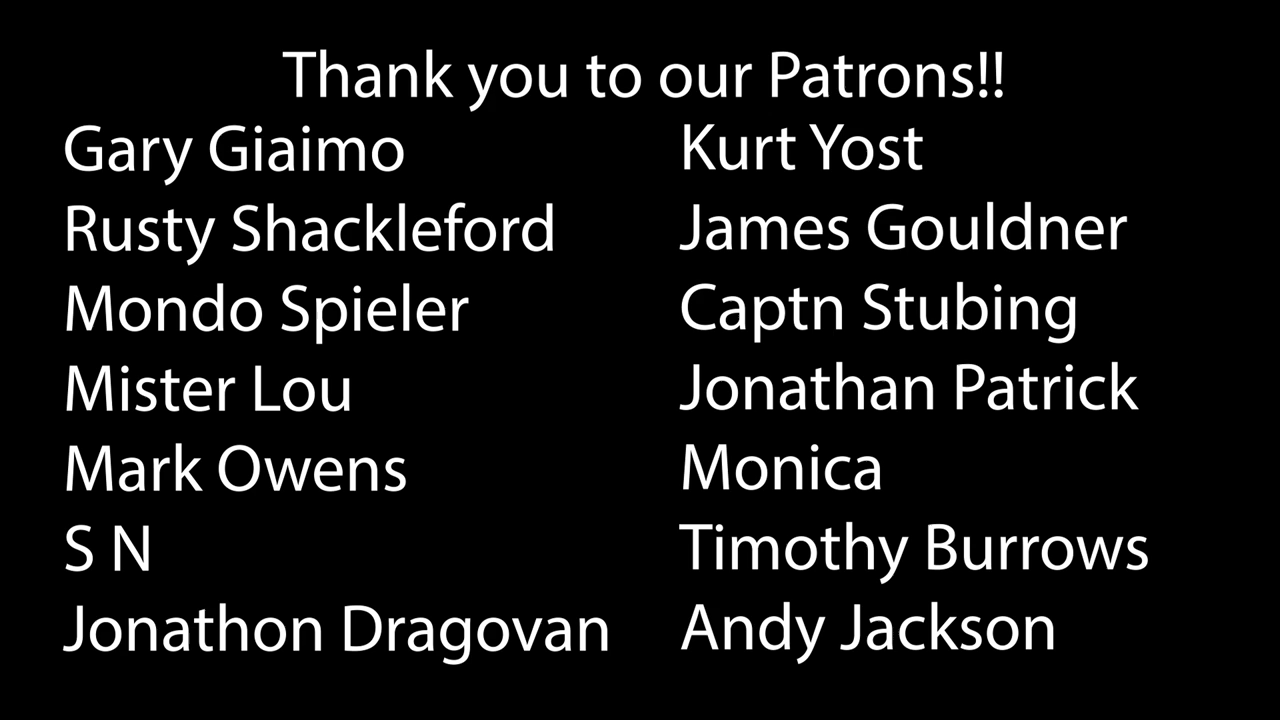 Thank you to our Patrons!!
Gary Giaimo
Rusty Shackleford
Mondo Spieler
Mister Lou
Mark Owens
S N
Jonathon Dragovan
Kurt Yost
James Gouldner
Captn Stubing
Jonathan Patrick
Monica
Timothy Burrows
Andy Jackson